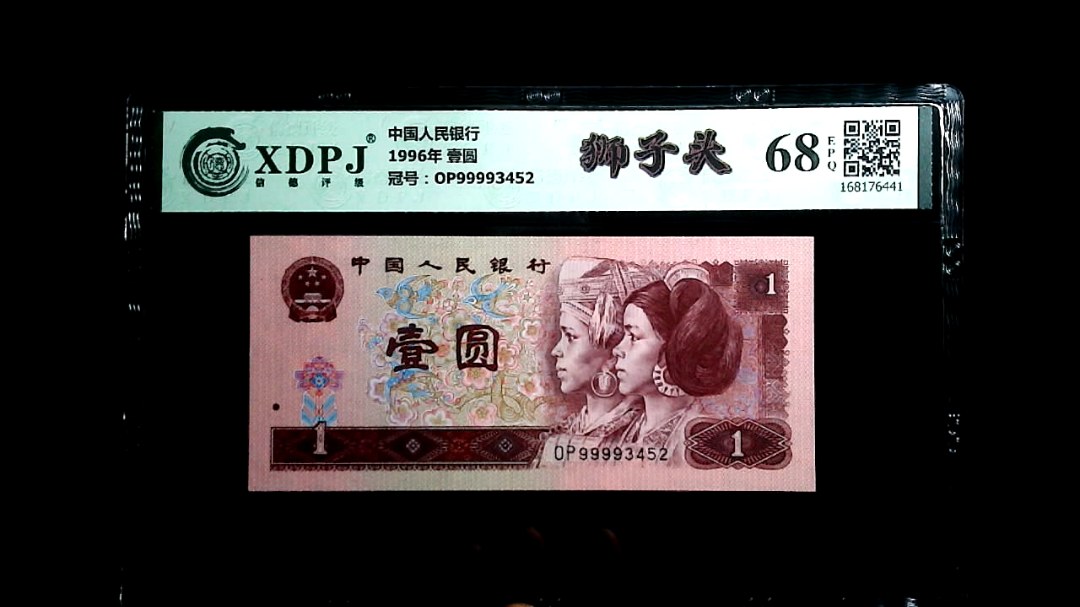 XDPJ®
信德评级
中国人民银行
1996年 壹圆
冠号：OP99993452
狮子头
68
EPQ
168176441
中国人民银行
1
壹圆
1
OP99993452
1